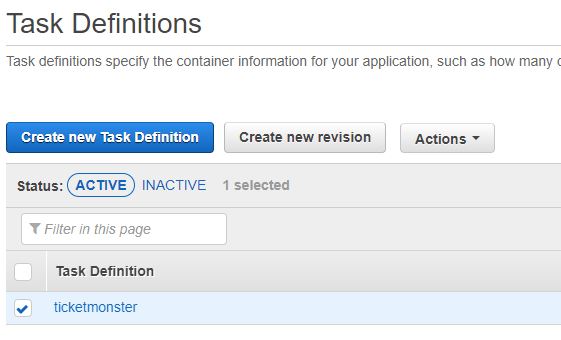 Task Definitions
Task definitions specify the container information for your application, such as how many
Create new Task Definition Create new revision Actions
Status: ACTIVE INACTIVE 1 selected
Filter in this page
Task Definition
ticketmonster